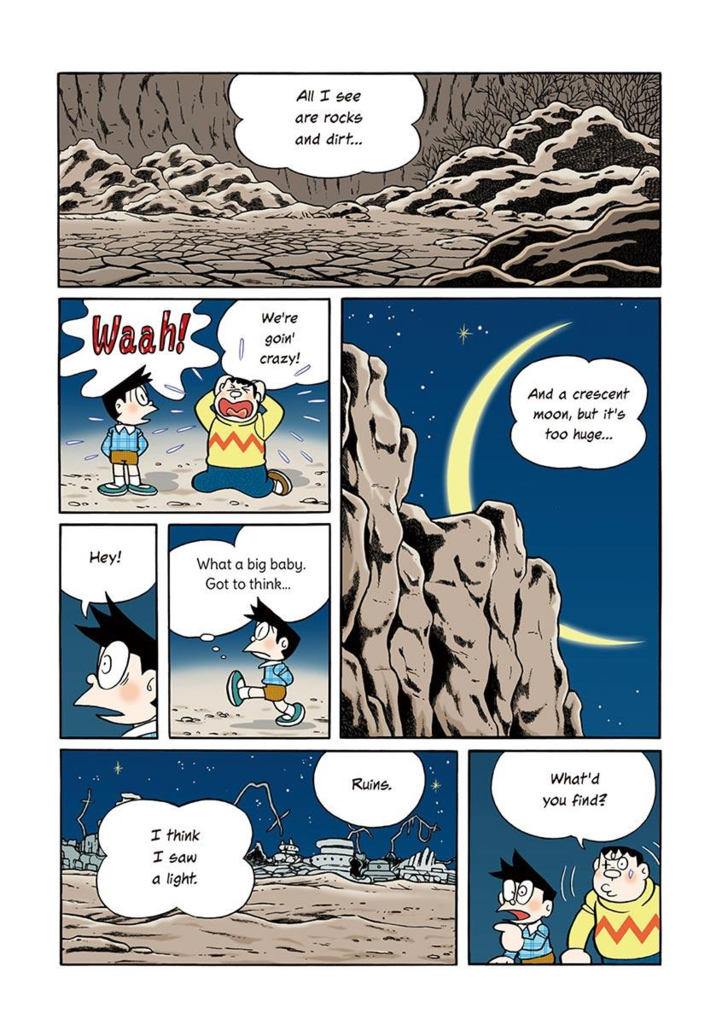 All I see
are rocks
and dirt...
Waah!
We're
goin'
crazy!
And a crescent
moon, but it's
too huge...
Hey!
What a big baby.
Got to think...
I think
I saw
a light.
Ruins.
What'd
you find?